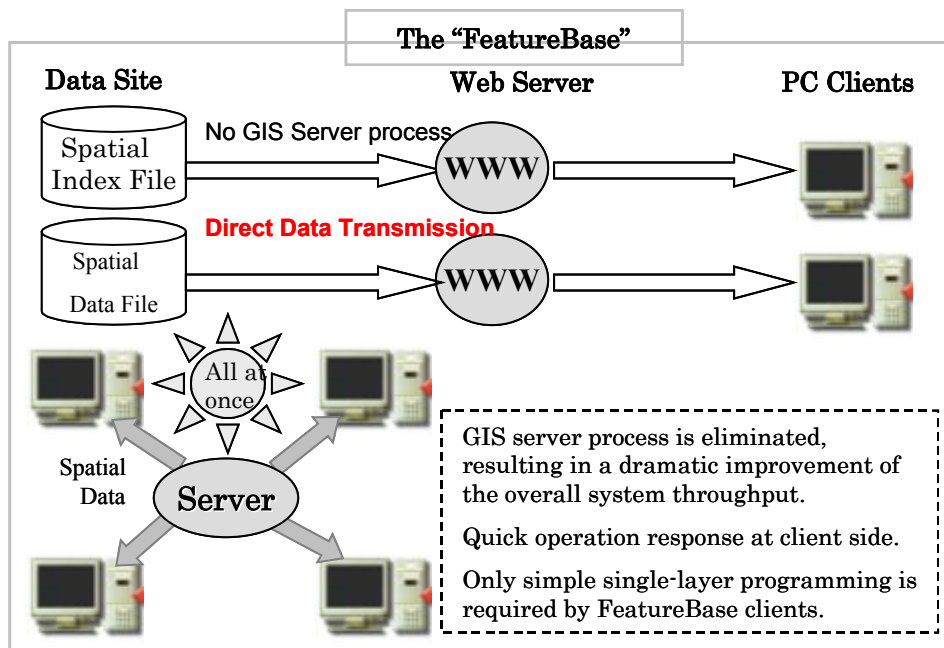 The “FeatureBase”
Data Site
Web Server
PC Clients
Spatial
Index File
No GIS Server process
WWW
Direct Data Transmission
Spatial
Data File
WWW
All at
once
Spatial
Data
Server
GIS server process is eliminated,
resulting in a dramatic improvement of
the overall system throughput.
Quick operation response at client side.
Only simple single-layer programming is
required by FeatureBase clients.